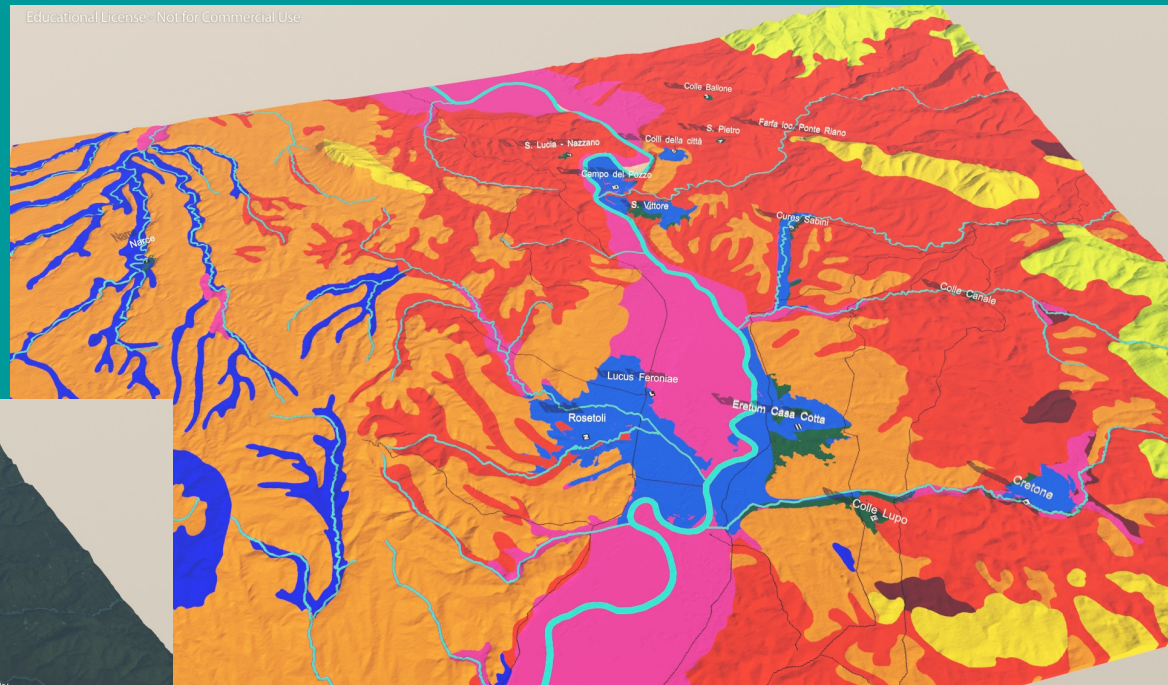 Educational License - Not for Commercial Use
Colle Ballone
S. Pietro
Farfa loc. Ponte Riano
S. Lucia - Nazzano
Colli della città
Campo del Pozzo
S. Vittore
Cures Sabini
Narce
Colle Canale
Lucus Feroniae
Rosetoli
Eretum Casa Cotta
Cretone
Colle Lupo